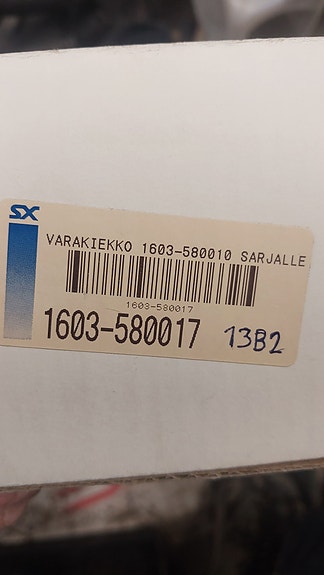 SX
VARAKIEKKO 1603-580010 SARJALLE
1603-580017
1603-580017 13B2